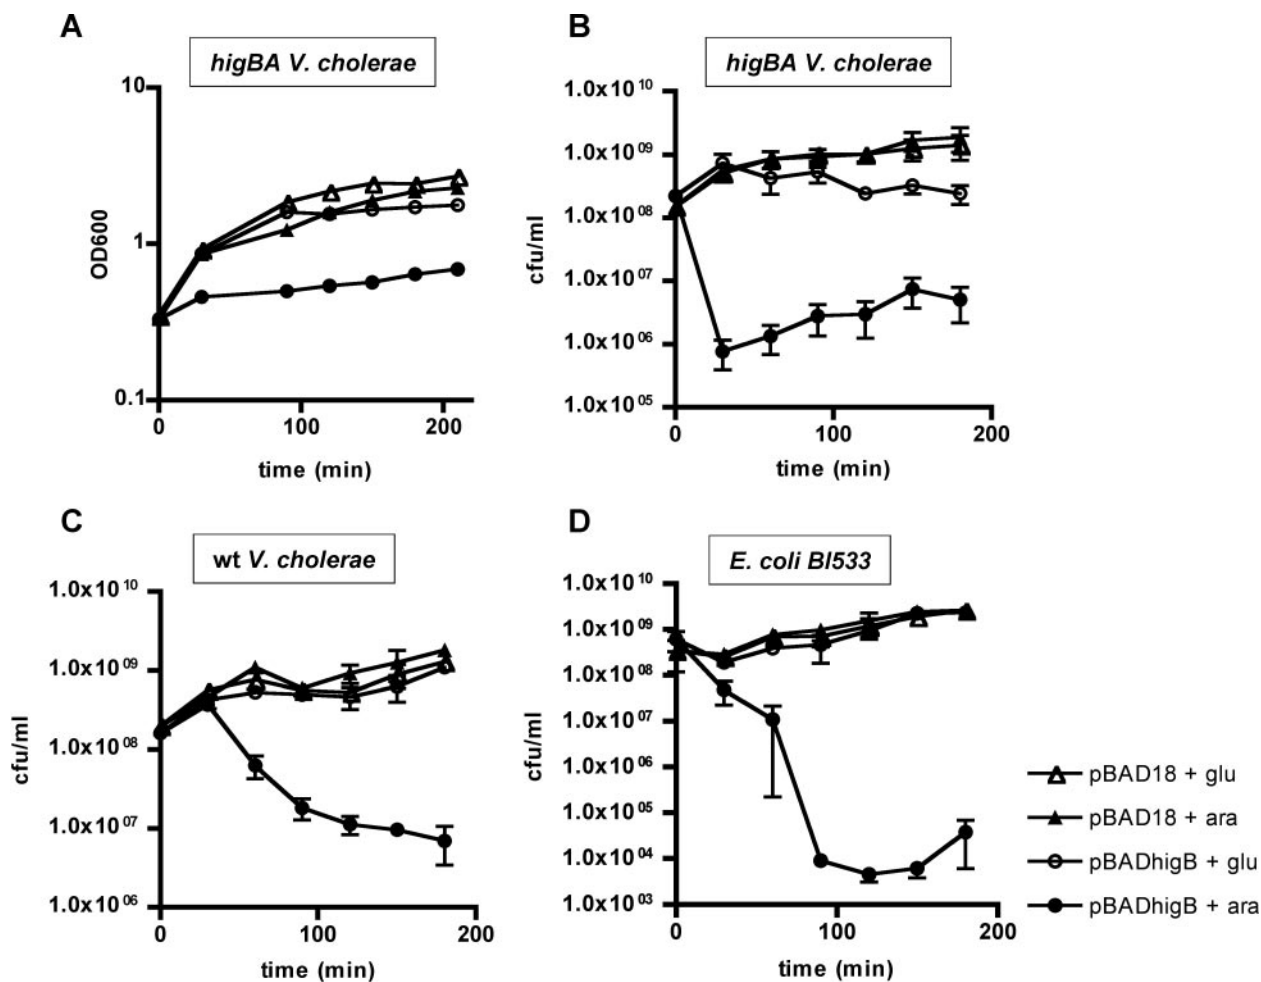 A
higBA V. cholerae
10
1
0.1
OD600
0
100
200
time (min)
B
higBA V. cholerae
1.0x10 10
1.0x10 09
1.0x10 08
1.0x10 07
1.0x10 06
1.0x10 05
cfu/ml
0
100
200
time (min)
C
wt V. cholerae
1.0x10 10
1.0x10 09
1.0x10 08
1.0x10 07
1.0x10 06
cfu/ml
0
100
200
time (min)
D
E. coli BI533
1.0x10 10
1.0x10 09
1.0x10 08
1.0x10 07
1.0x10 06
1.0x10 05
1.0x10 04
1.0x10 03
cfu/ml
0
100
200
time (min)
pBAD18 + glu
pBAD18 + ara
pBADhigB + glu
pBADhigB + ara